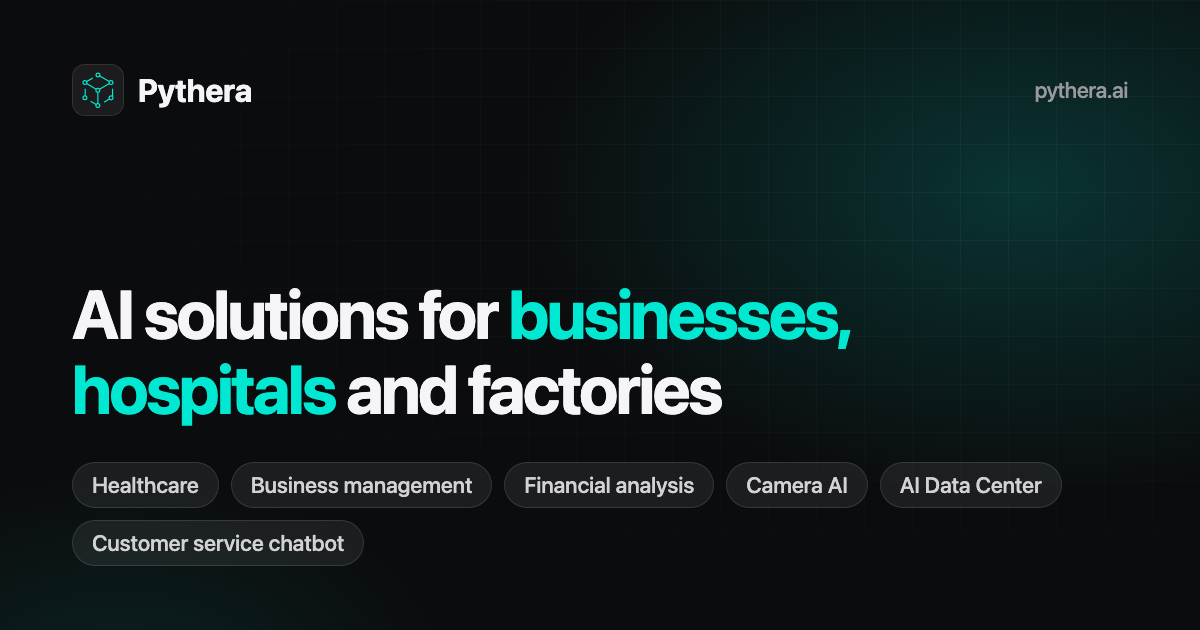 Pythera
pythera.ai
AI solutions for businesses,
hospitals and factories
Healthcare
Business management
Financial analysis
Camera AI
AI Data Center
Customer service chatbot